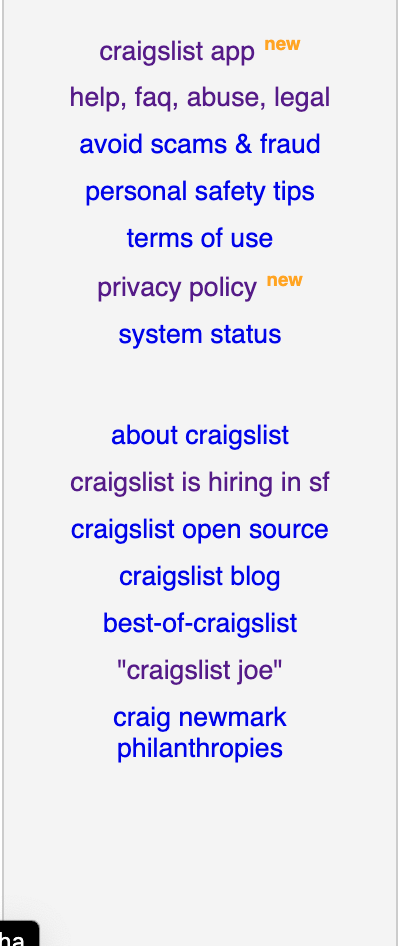 craigslist app new
help, faq, abuse, legal
avoid scams & fraud
personal safety tips
terms of use
privacy policy new
system status
about craigslist
craigslist is hiring in sf
craigslist open source
craigslist blog
best-of-craigslist
"craigslist joe"
craig newmark
philanthropies